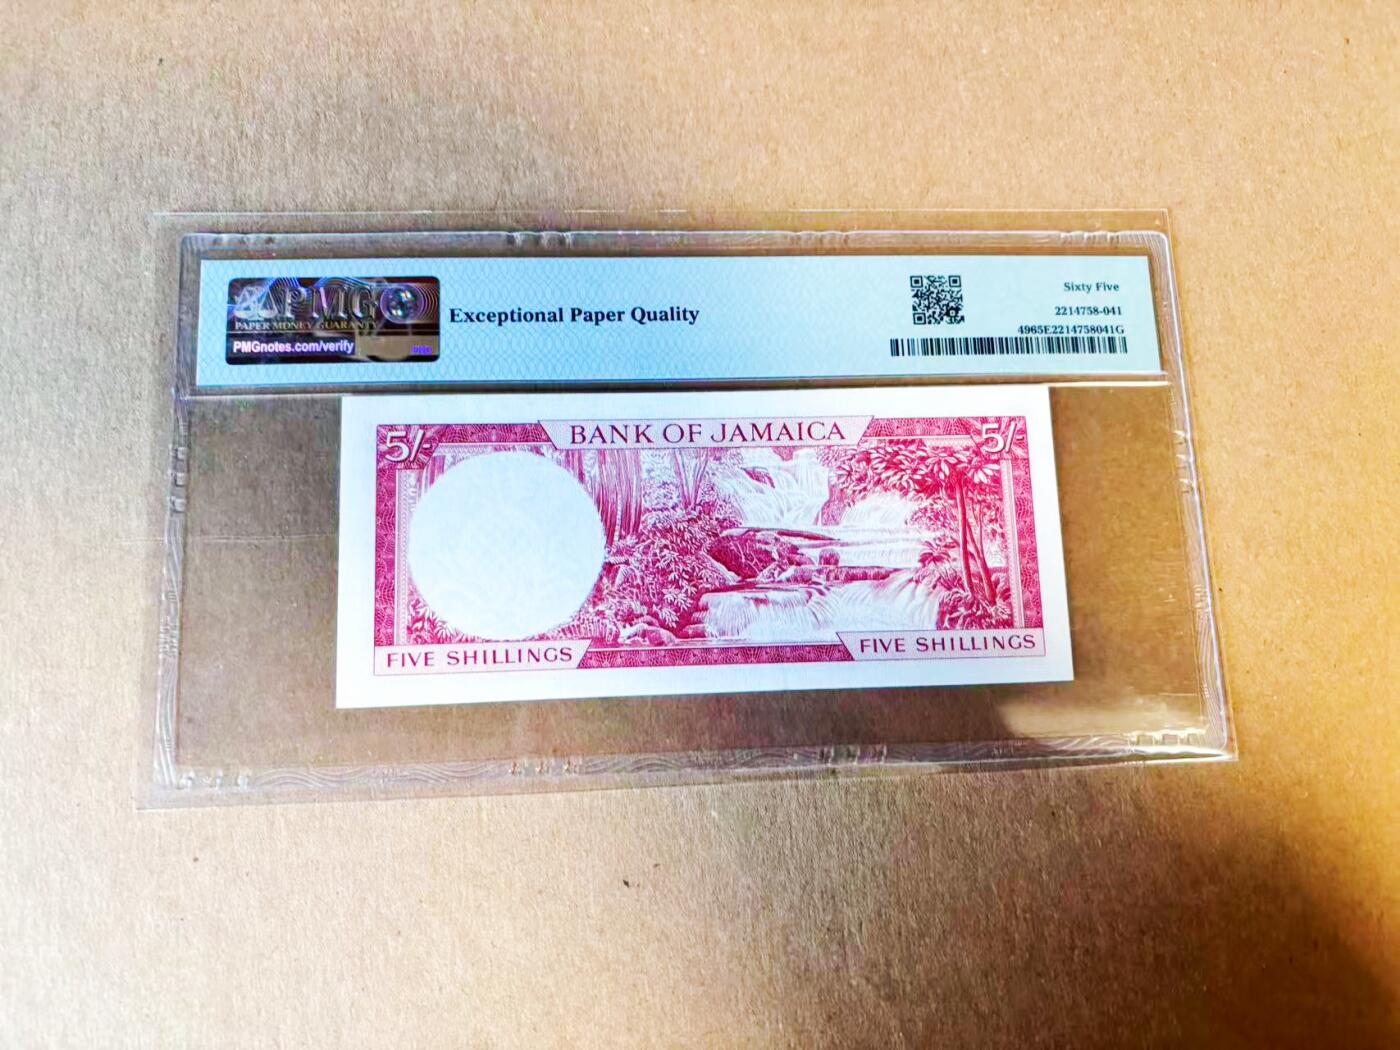 PMG
PAPER MONEY GUARANTY
PMGnotes.com/verify
Exceptional Paper Quality
Sixty Five
2214758-041
4965E2214758041G
5/-
BANK OF JAMAICA
5/-
FIVE SHILLINGS
FIVE SHILLINGS